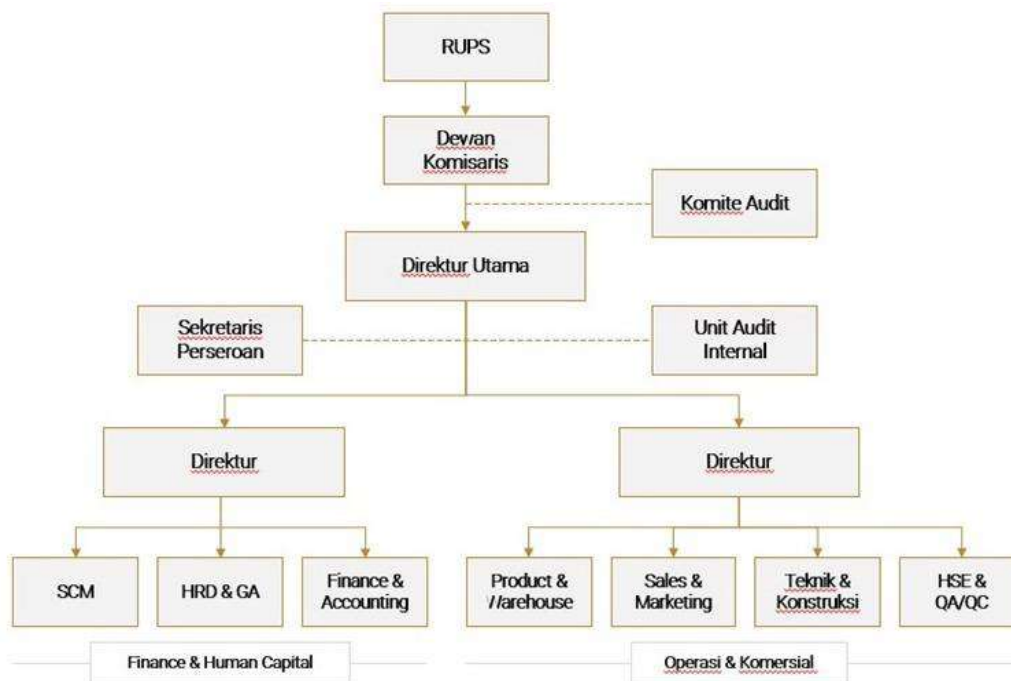 RUPS
Dewan
Komisaris
Komite Audit
Direktur Utama
Sekretaris
Perseroan
Unit Audit
Internal
Direktur
Direktur
SCM
HRD & GA
Finance &
Accounting
Product &
Warehouse
Sales &
Marketing
Teknik &
Konstruksi
HSE &
QA/QC
Finance & Human Capital
Operasi & Komersial